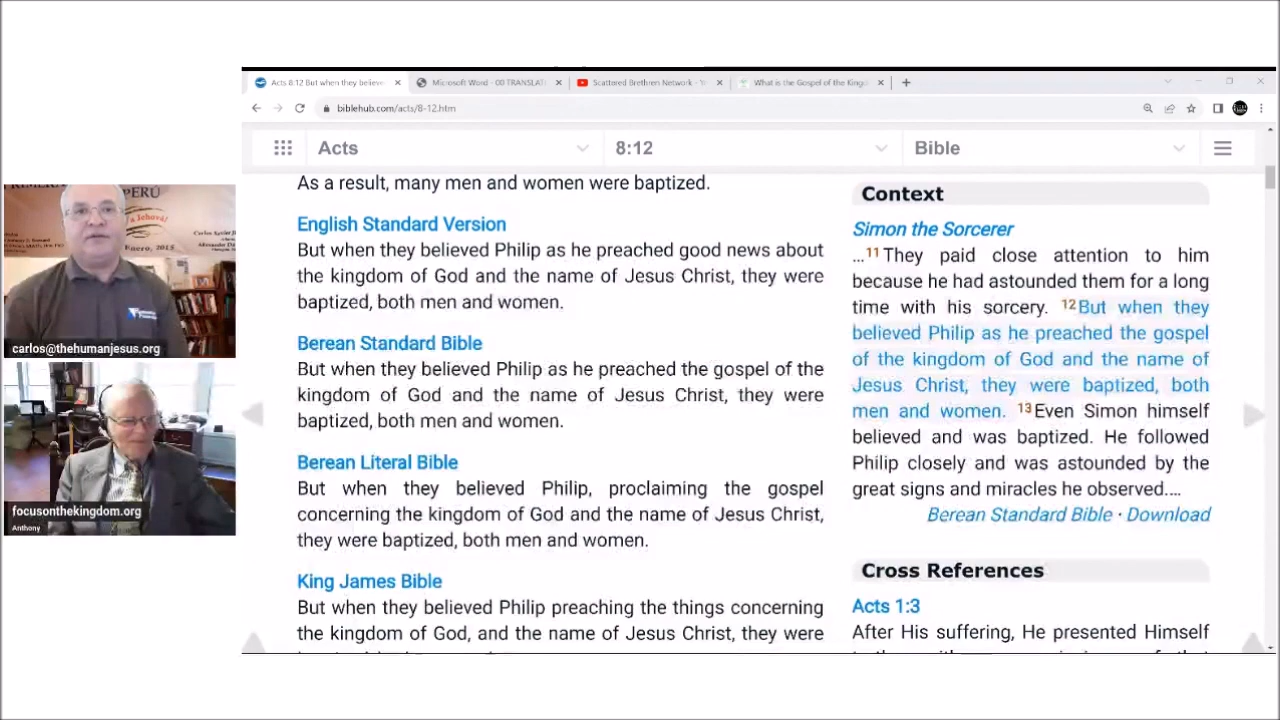 Acts 8:12 But when they believe
Microsoft Word - 00 TRANSLATI
Scattered Brethren Network -
What is the Gospel of the King
biblehub.com/acts/8-12.htm
Acts
8:12
Bible
As a result, many men and women were baptized.
English Standard Version
But when they believed Philip as he preached good news about
the kingdom of God and the name of Jesus Christ, they were
baptized, both men and women.
Berean Standard Bible
But when they believed Philip as he preached the gospel of the
kingdom of God and the name of Jesus Christ, they were
baptized, both men and women.
Berean Literal Bible
But when they believed Philip, proclaiming the gospel
concerning the kingdom of God and the name of Jesus Christ,
they were baptized, both men and women.
King James Bible
But when they believed Philip preaching the things concerning
the kingdom of God, and the name of Jesus Christ, they were
Context
Simon the Sorcerer
…11They paid close attention to him
because he had astounded them for a long
time with his sorcery. 12But when they
believed Philip as he preached the gospel
of the kingdom of God and the name of
Jesus Christ, they were baptized, both
men and women. 13Even Simon himself
believed and was baptized. He followed
Philip closely and was astounded by the
great signs and miracles he observed.…
Berean Standard Bible · Download
Cross References
Acts 1:3
After His suffering, He presented Himself
PERÚ
a Jehová!
Enero, 2015
carlos@thehumanjesus.org
focusonthekingdom.org
Anthony